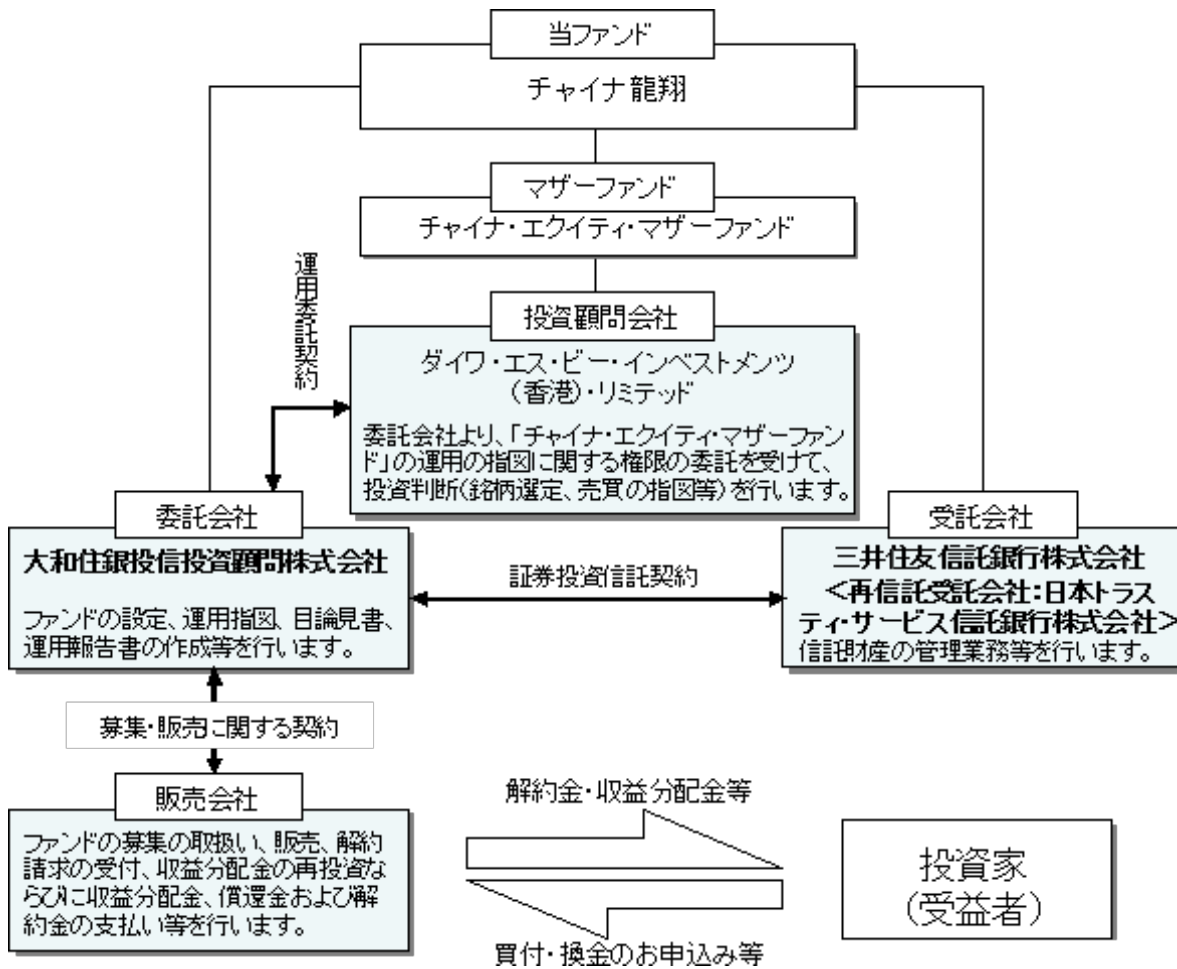 当ファンド
チャイナ龍翔
マザーファンド
チャイナ・エクイティ・マザーファンド
運用委託契約
投資顧問会社
ダイワ・エス・ビー・インベストメンツ
(香港)・リミテッド
委託会社より、「チャイナ・エクイティ・マザーファン
ド」の運用の指図に関する権限の委託を受けて、
投資判断(銘柄選定、売買の指図等)を行います。
委託会社
大和住銀投信投資顧問株式会社
ファンドの設定、運用指図、目論見書、
運用報告書の作成等を行います。
証券投資信託契約
受託会社
三井住友信託銀行株式会社
<再信託受託会社:日本トラス
ティ・サービス信託銀行株式会社>
信託財産の管理業務等を行います。
募集・販売に関する契約
販売会社
ファンドの募集の取扱い、販売、解約
請求の受付、収益分配金の再投資な
らびに収益分配金、償還金および解
約金の支払い等を行います。
解約金・収益分配金等
買付・換金のお申込み等
投資家
(受益者)